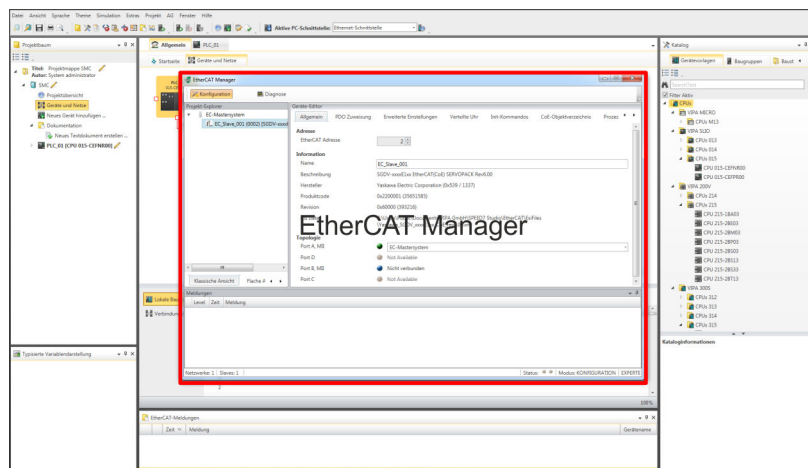 Datei Ansicht Sprache Theme Simulation Extras Projekt AG Fenster Hilfe
Aktive PC-Schnittstelle: Ethernet-Schnittstelle
Projektbaum
Titel: Projektmappe SMC
Autor: System administrator
SMC
Projektübersicht
Geräte und Netze
Neues Gerät hinzufügen ...
Dokumentation
Neues Textdokument erstellen ...
PLC_01 [CPU 015-CEFNR00]
Typisierte Variablendarstellung
Allgemein PLC_01
Startseite Geräte und Netze
EtherCAT Manager
Konfiguration Diagnose
Projekt-Explorer
EC-Mastersystem
EC_Slave_001 (0002) [SGDV-xxxxE
Klassische Ansicht Flache A
Geräte-Editor
Allgemein PDO Zuweisung Erweiterte Einstellungen Verteilte Uhr Init-Kommandos CoE-Objektverzeichnis Prozes
Adresse
EtherCAT Adresse 2
Information
Name EC_Slave_001
Beschreibung SGDV-xxxxE1xx EtherCAT(CoE) SERVOPACK Rev6.00
Hersteller Yaskawa Electric Corporation (0x539 / 1337)
Produktcode 0x2200001 (35651585)
Revision 0x60000 (393216)
EtherCAT Manager
Topologie
Port A, MII EC-Mastersystem
Port D Not Available
Port B, MII Nicht verbunden
Port C Not Available
Meldungen
Level Zeit Meldung
Netzwerke: 1 Slaves: 1 Status: Modus: KONFIGURATION EXPERTE
100%
EtherCAT-Meldungen
Zeit Meldung Gerätename
Katalog
Gerätevorlagen Baugruppen Baust
Filter Aktiv
CPUs
VIPA MICRO
CPUs M13
VIPA SLIO
CPUs 013
CPUs 014
CPUs 015
CPU 015-CEFNR00
CPU 015-CEFPR00
VIPA 200V
CPUs 214
CPUs 215
CPU 215-1BA03
CPU 215-2BE03
CPU 215-2BM03
CPU 215-2BP03
CPU 215-2BS03
CPU 215-2BS13
CPU 215-2BS33
CPU 215-2BT13
VIPA 300S
CPUs 312
CPUs 313
CPUs 314
CPUs 315
Kataloginformationen